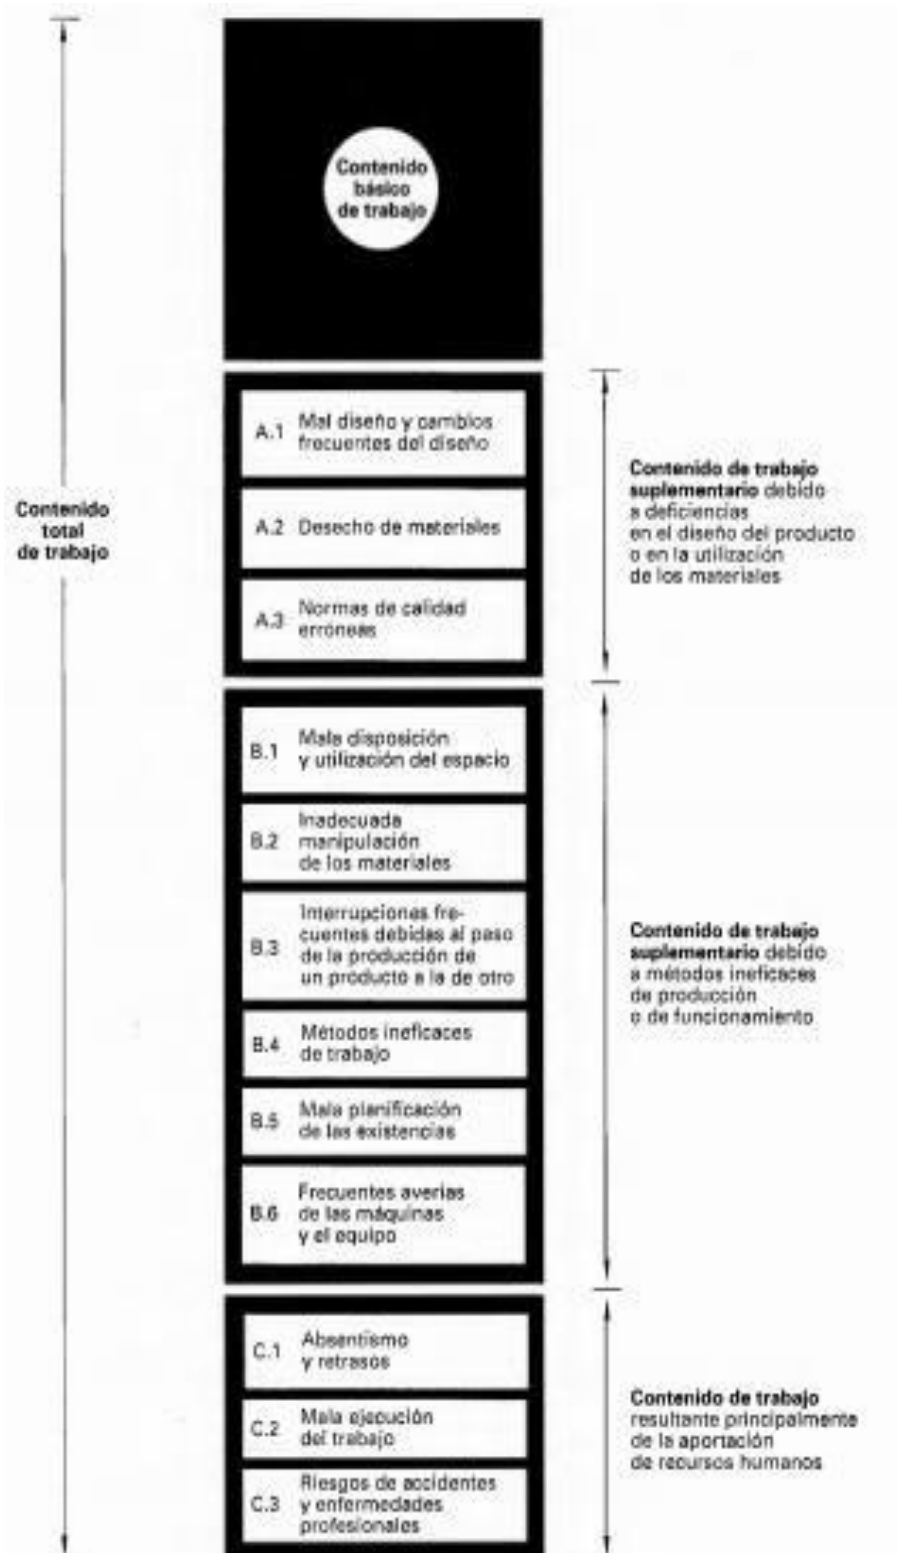 Contenido
básico
de trabajo
A.1 Mal diseño y cambios
frecuentes del diseño
A.2 Desecho de materiales
A.3 Normas de calidad
erróneas
Contenido de trabajo
suplementario debido
a deficiencias
en el diseño del producto
o en la utilización
de los materiales
Contenido
total
de trabajo
B.1 Mala disposición
y utilización del espacio
B.2 Inadecuada
manipulación
de los materiales
B.3 Interrupciones fre-
cuentes debidas al paso
de la producción de
un producto a la de otro
B.4 Métodos ineficaces
de trabajo
B.5 Mala planificación
de las existencias
B.6 Frecuentes averías
de las máquinas
y el equipo
Contenido de trabajo
suplementario debido
a métodos ineficaces
de producción
o de funcionamiento
C.1 Absentismo
y retrasos
C.2 Mala ejecución
del trabajo
C.3 Riesgos de accidentes
y enfermedades
profesionales
Contenido de trabajo
resultante principalmente
de la aportación
de recursos humanos